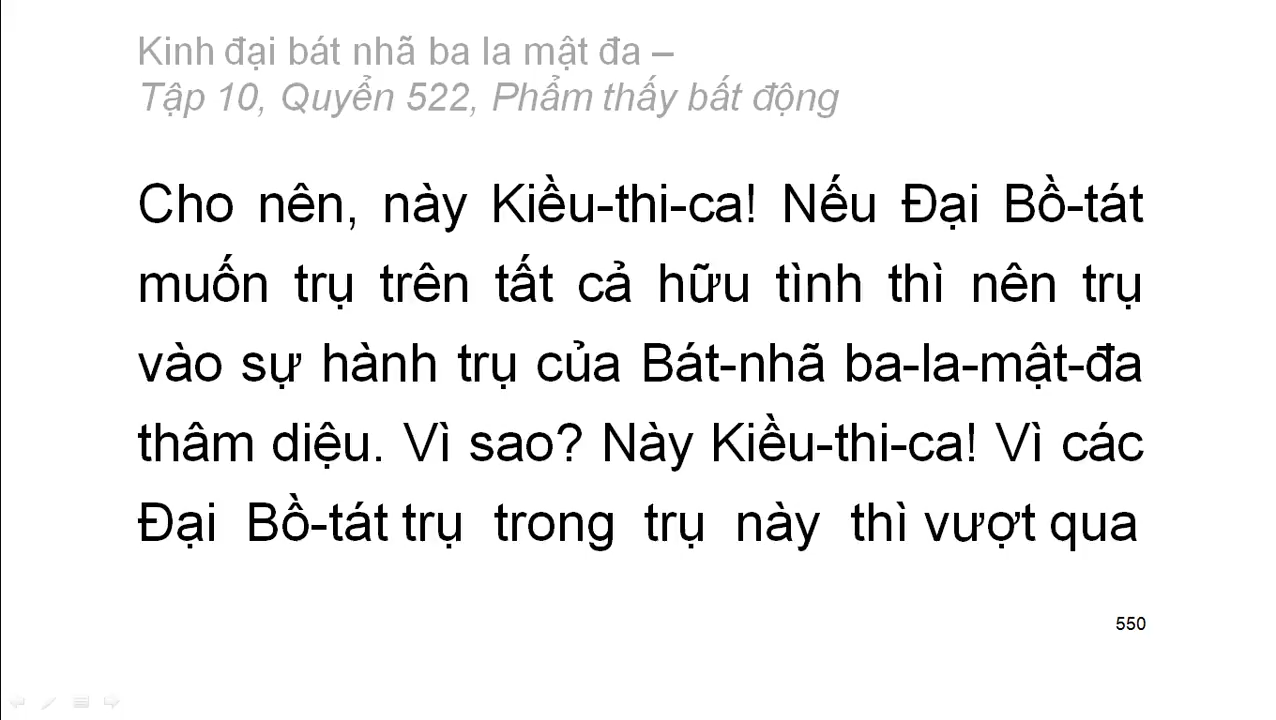 Kinh đại bát nhã ba la mật đa –
Tập 10, Quyển 522, Phẩm thấy bất động
Cho nên, này Kiều-thi-ca! Nếu Đại Bồ-tát
muốn trụ trên tất cả hữu tình thì nên trụ
vào sự hành trụ của Bát-nhã ba-la-mật-đa
thâm diệu. Vì sao? Này Kiều-thi-ca! Vì các
Đại Bồ-tát trụ trong trụ này thì vượt qua
550